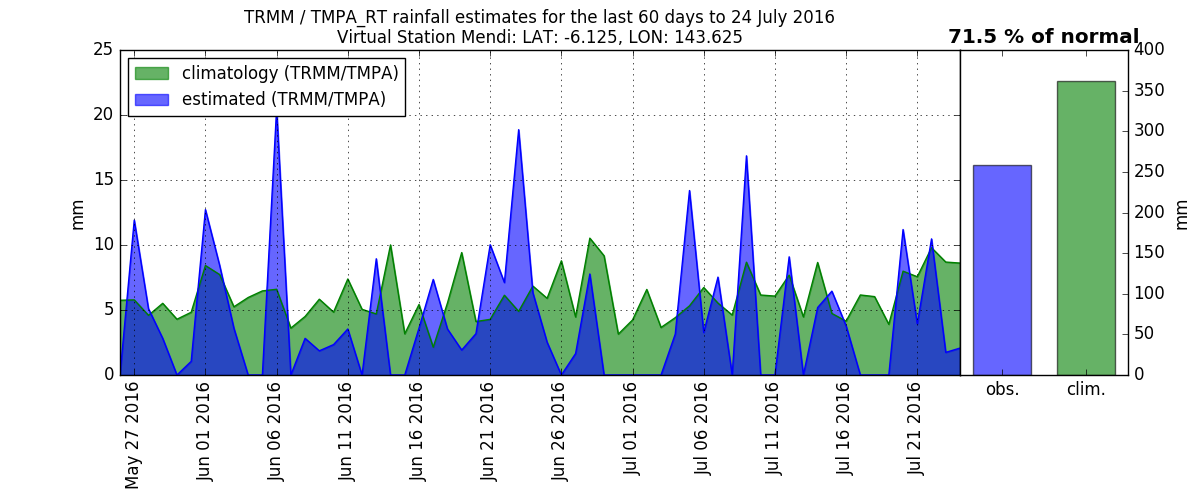 TRMM / TMPA_RT rainfall estimates for the last 60 days to 24 July 2016
Virtual Station Mendi: LAT: -6.125, LON: 143.625
71.5 % of normal
climatology (TRMM/TMPA)
estimated (TRMM/TMPA)
25
20
15
10
5
0
mm
May 27 2016
Jun 01 2016
Jun 06 2016
Jun 11 2016
Jun 16 2016
Jun 21 2016
Jun 26 2016
Jul 01 2016
Jul 06 2016
Jul 11 2016
Jul 16 2016
Jul 21 2016
obs.
clim.
400
350
300
250
200
150
100
50
0
mm